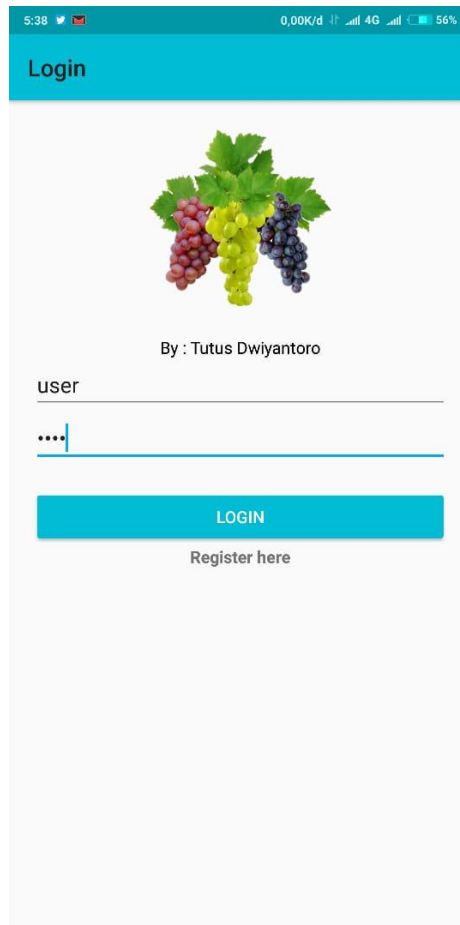 5:38 0,00K/d 4G 56%
Login
By : Tutus Dwiyantoro
user
••••
LOGIN
Register here